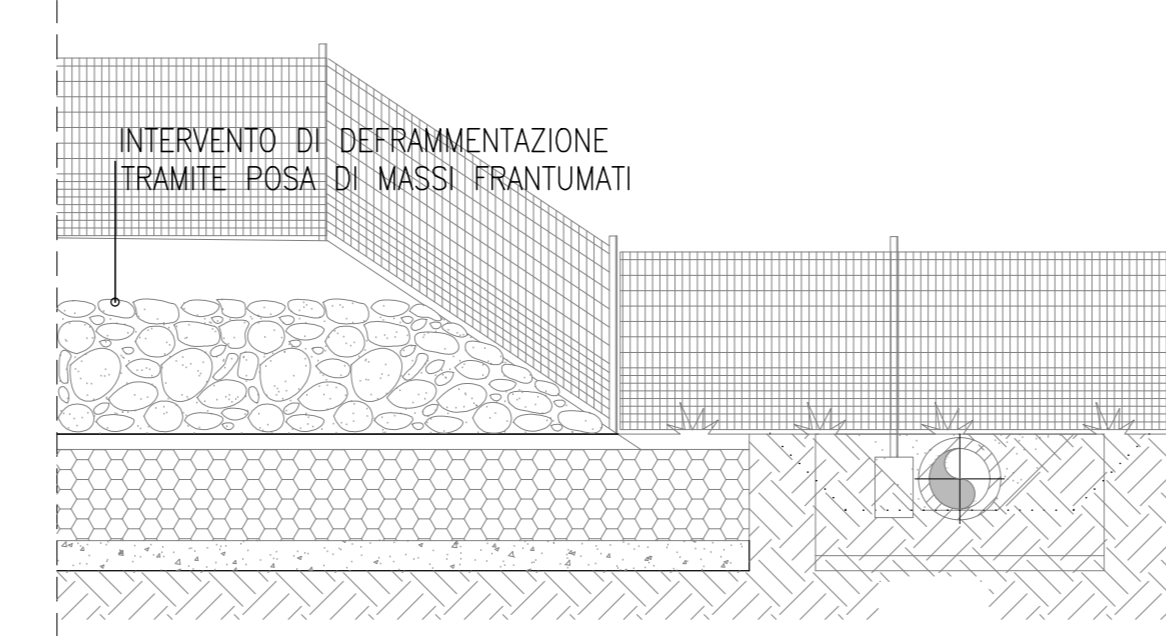 INTERVENTO DI DEFRAMMENTAZIONE
TRAMITE POSA DI MASSI FRANTUMATI